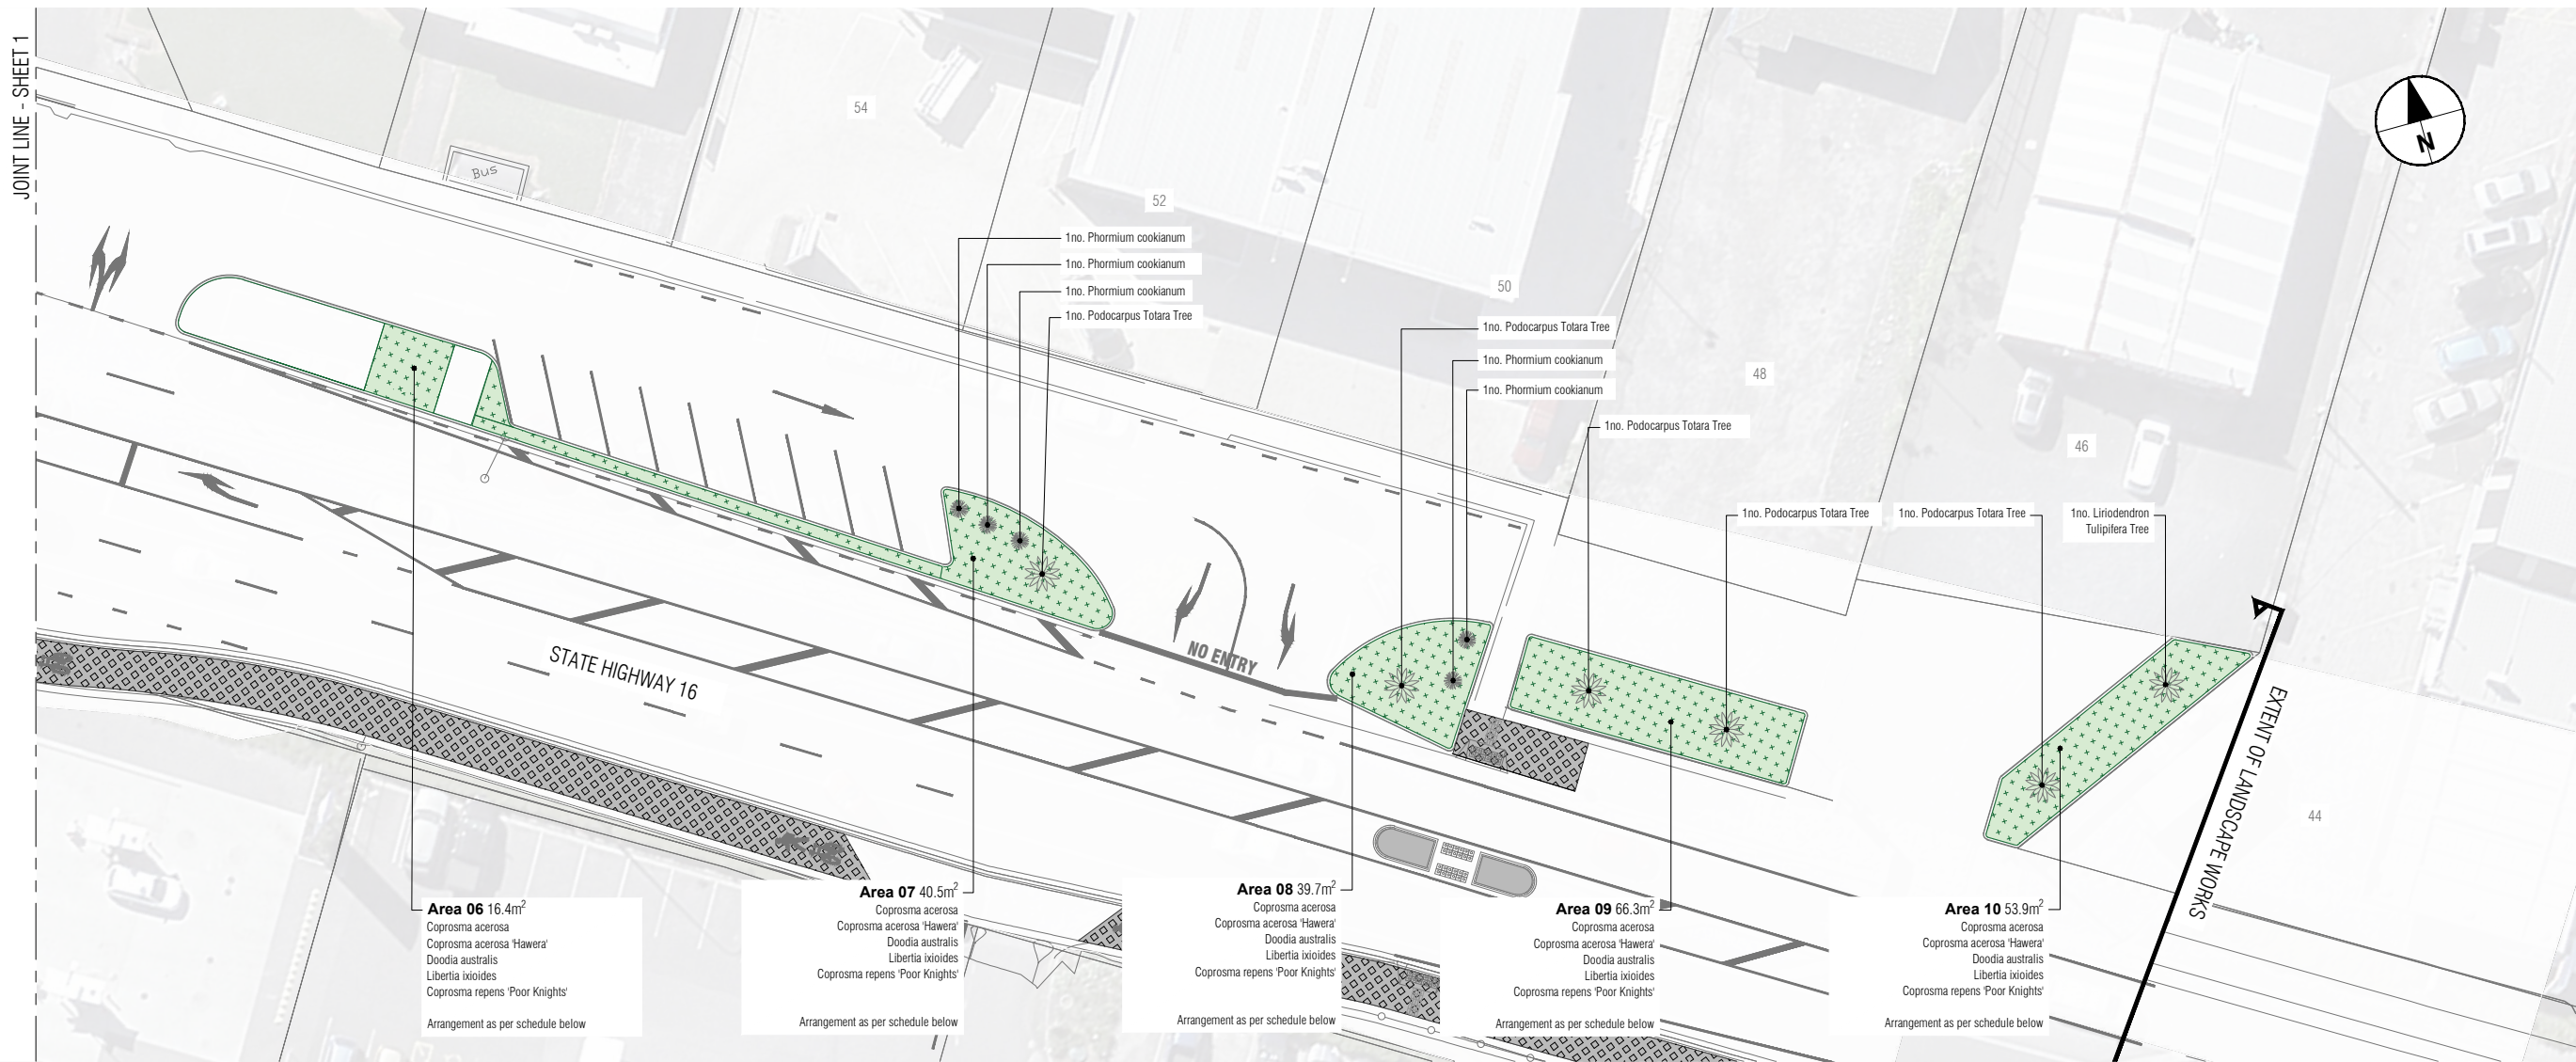 JOINT LINE - SHEET 1
54
Bus
52
N
1no. Phormium cookianum
1no. Phormium cookianum
1no. Phormium cookianum
1no. Podocarpus Totara Tree
50
1no. Podocarpus Totara Tree
1no. Phormium cookianum
1no. Phormium cookianum
48
1no. Podocarpus Totara Tree
46
1no. Podocarpus Totara Tree
1no. Podocarpus Totara Tree
1no. Liriodendron
Tulipifera Tree
NO ENTRY
STATE HIGHWAY 16
EXTENT OF LANDSCAPE WORKS
44
Area 06 16.4m²
Coprosma acerosa
Coprosma acerosa 'Hawera'
Doodia australis
Libertia ixioides
Coprosma repens 'Poor Knights'
Arrangement as per schedule below
Area 07 40.5m²
Coprosma acerosa
Coprosma acerosa 'Hawera'
Doodia australis
Libertia ixioides
Coprosma repens 'Poor Knights'
Arrangement as per schedule below
Area 08 39.7m²
Coprosma acerosa
Coprosma acerosa 'Hawera'
Doodia australis
Libertia ixioides
Coprosma repens 'Poor Knights'
Arrangement as per schedule below
Area 09 66.3m²
Coprosma acerosa
Coprosma acerosa 'Hawera'
Doodia australis
Libertia ixioides
Coprosma repens 'Poor Knights'
Arrangement as per schedule below
Area 10 53.9m²
Coprosma acerosa
Coprosma acerosa 'Hawera'
Doodia australis
Libertia ixioides
Coprosma repens 'Poor Knights'
Arrangement as per schedule below